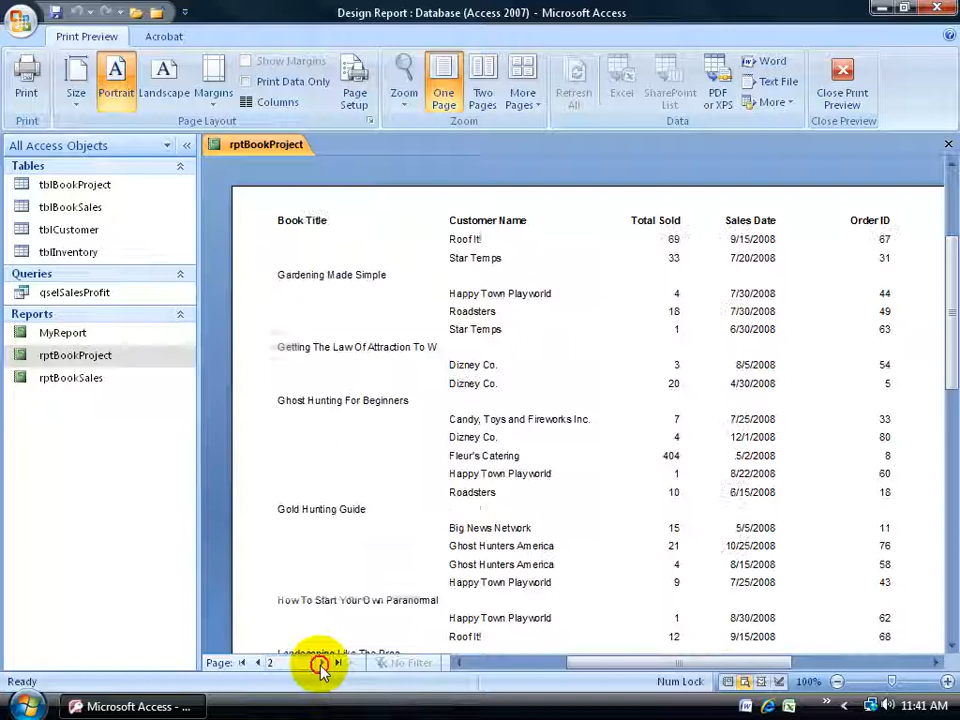 Design Report : Database (Access 2007) - Microsoft Access
Print Preview Acrobat
Print Size Portrait Landscape Margins Show Margins Print Data Only Columns Page Setup Zoom One Page Two Pages More Pages Refresh All Excel SharePoint List PDF or XPS Word Text File More Close Print Preview
Print Page Layout Zoom Data Close Preview
All Access Objects
rptBookProject
Tables
tblBookProject
tblBookSales
tblCustomer
tblInventory
Queries
qselSalesProfit
Reports
MyReport
rptBookProject
rptBookSales
Book Title Customer Name Total Sold Sales Date Order ID
Roof It! 69 9/15/2008 67
Star Temps 33 7/20/2008 31
Gardening Made Simple
Happy Town Playworld 4 7/30/2008 44
Roadsters 18 7/30/2008 49
Star Temps 1 6/30/2008 63
Getting The Law Of Attraction To W
Dizney Co. 3 8/5/2008 54
Dizney Co. 20 4/30/2008 5
Ghost Hunting For Beginners
Candy, Toys and Fireworks Inc. 7 7/25/2008 33
Dizney Co. 4 12/1/2008 80
Fleur's Catering 404 5/2/2008 8
Happy Town Playworld 1 8/22/2008 60
Roadsters 10 6/15/2008 18
Gold Hunting Guide
Big News Network 15 5/5/2008 11
Ghost Hunters America 21 10/25/2008 76
Ghost Hunters America 4 8/15/2008 58
Happy Town Playworld 9 7/25/2008 43
How To Start Your Own Paranormal
Happy Town Playworld 1 8/30/2008 62
Roof It! 12 9/15/2008 68
Landscaping Like The Pros
Page: 2 No Filter
Ready Num Lock 100%
Microsoft Access - ... 11:41 AM